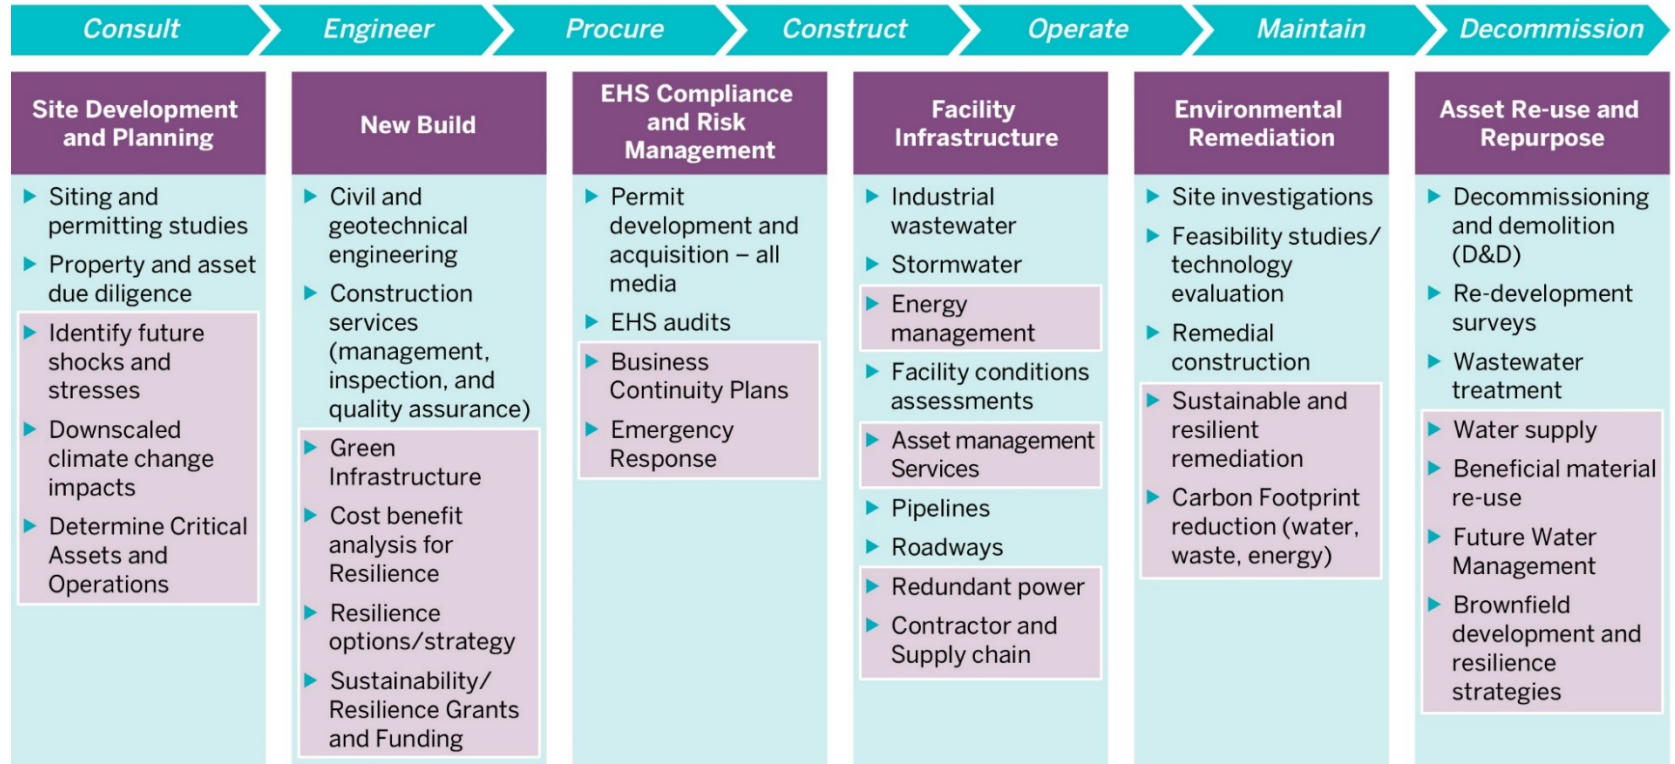 Consult
Engineer
Procure
Construct
Operate
Maintain
Decommission
Site Development
and Planning
Siting and
permitting studies
Property and asset
due diligence
Identify future
shocks and
stresses
Downscaled
climate change
impacts
Determine Critical
Assets and
Operations
New Build
Civil and
geotechnical
engineering
Construction
services
(management,
inspection, and
quality assurance)
Green
Infrastructure
Cost benefit
analysis for
Resilience
Resilience
options/strategy
Sustainability/
Resilience Grants
and Funding
EHS Compliance
and Risk
Management
Permit
development and
acquisition – all
media
EHS audits
Business
Continuity Plans
Emergency
Response
Facility
Infrastructure
Industrial
wastewater
Stormwater
Energy
management
Facility conditions
assessments
Asset management
Services
Pipelines
Roadways
Redundant power
Contractor and
Supply chain
Environmental
Remediation
Site investigations
Feasibility studies/
technology
evaluation
Remedial
construction
Sustainable and
resilient
remediation
Carbon Footprint
reduction (water,
waste, energy)
Asset Re-use and
Repurpose
Decommissioning
and demolition
(D&D)
Re-development
surveys
Wastewater
treatment
Water supply
Beneficial material
re-use
Future Water
Management
Brownfield
development and
resilience
strategies